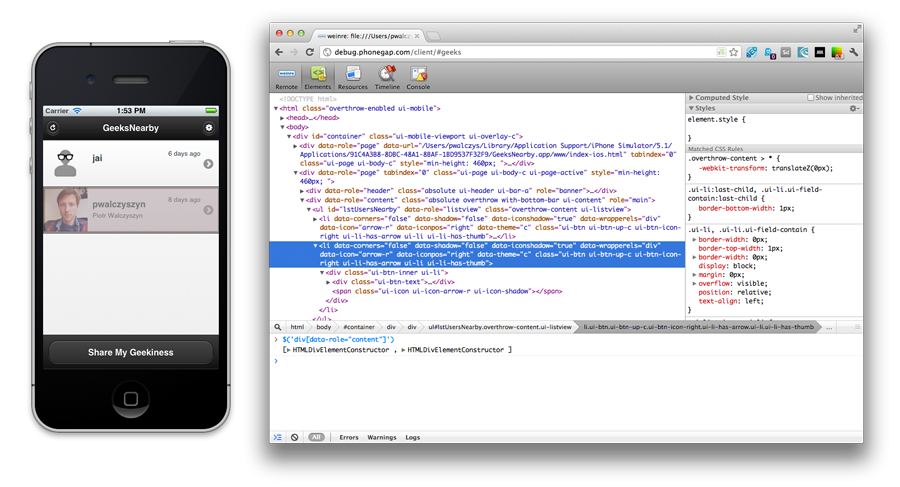 Carrier
1:53 PM
GeeksNearby
jai
6 days ago
pwalczyszn
6 days ago
Piotr Walczyszyn
Share My Geekiness
weinre: file:///Users/pwalczy
debug.phonegap.com/client/#geeks
Remote Elements Resources Timeline Console
<!DOCTYPE html>
<html class="overthrow-enabled ui-mobile">
<head>…</head>
<body>
<div id="container" class="ui-mobile-viewport ui-overlay-c">
<div data-role="page" data-url="/Users/pwalczys/Library/Application Support/iPhone Simulator/5.1/
Applications/91C4A3B8-8DBC-48A1-8BAF-1BD9537F32F9/GeeksNearby.app/www/index-ios.html" tabindex="0"
class="ui-page ui-body-c" style="min-height: 460px; ">…</div>
<div data-role="page" tabindex="0" class="ui-page ui-body-c ui-page-active" style="min-height:
460px; ">
<div data-role="header" class="absolute ui-header ui-bar-a" role="banner">…</div>
<div data-role="content" class="absolute overthrow with-bottom-bar ui-content" role="main">
<ul id="lstUsersNearby" data-role="listview" class="overthrow-content ui-listview">
<li data-corners="false" data-shadow="false" data-iconshadow="true" data-wrapperels="div"
data-icon="arrow-r" data-iconpos="right" data-theme="c" class="ui-btn ui-btn-up-c ui-btn-icon-
right ui-li-has-arrow ui-li ui-li-has-thumb">…</li>
<li data-corners="false" data-shadow="false" data-iconshadow="true" data-wrapperels="div"
data-icon="arrow-r" data-iconpos="right" data-theme="c" class="ui-btn ui-btn-up-c ui-btn-icon-
right ui-li-has-arrow ui-li ui-li-has-thumb">
<div class="ui-btn-inner ui-li">
<div class="ui-btn-text">…</div>
<span class="ui-icon ui-icon-arrow-r ui-icon-shadow"></span>
</div>
</li>
</ul>
Computed Style
Show inherited
Styles
element.style {
}
Matched CSS Rules
.overthrow-content > * {
-webkit-transform: translateZ(0px);
}
.ui-li:last-child, .ui-li.ui-field-
contain:last-child {
border-bottom-width: 1px;
}
.ui-li, .ui-li.ui-field-contain {
border-width: 0px;
border-top-width: 1px;
border-width: 0px;
display: block;
margin: 0px;
overflow: visible;
position: relative;
text-align: left;
}
html body #container div div ul#lstUsersNearby.overthrow-content.ui-listview li.ui-btn.ui-btn-up-c.ui-btn-icon-right.ui-li-has-arrow.ui-li.ui-li-has-thumb …
> $('div[data-role="content"]')
[ HTMLDivElementConstructor , HTMLDivElementConstructor ]
>
All Errors Warnings Logs